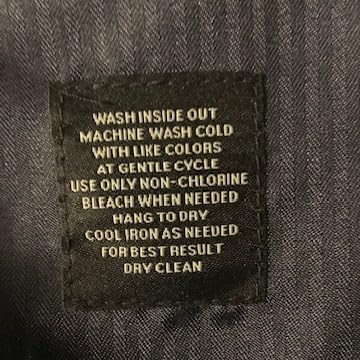 WASH INSIDE OUT
MACHINE WASH COLD
WITH LIKE COLORS
AT GENTLE CYCLE
USE ONLY NON-CHLORINE
BLEACH WHEN NEEDED
HANG TO DRY
COOL IRON AS NEEDED
FOR BEST RESULT
DRY CLEAN